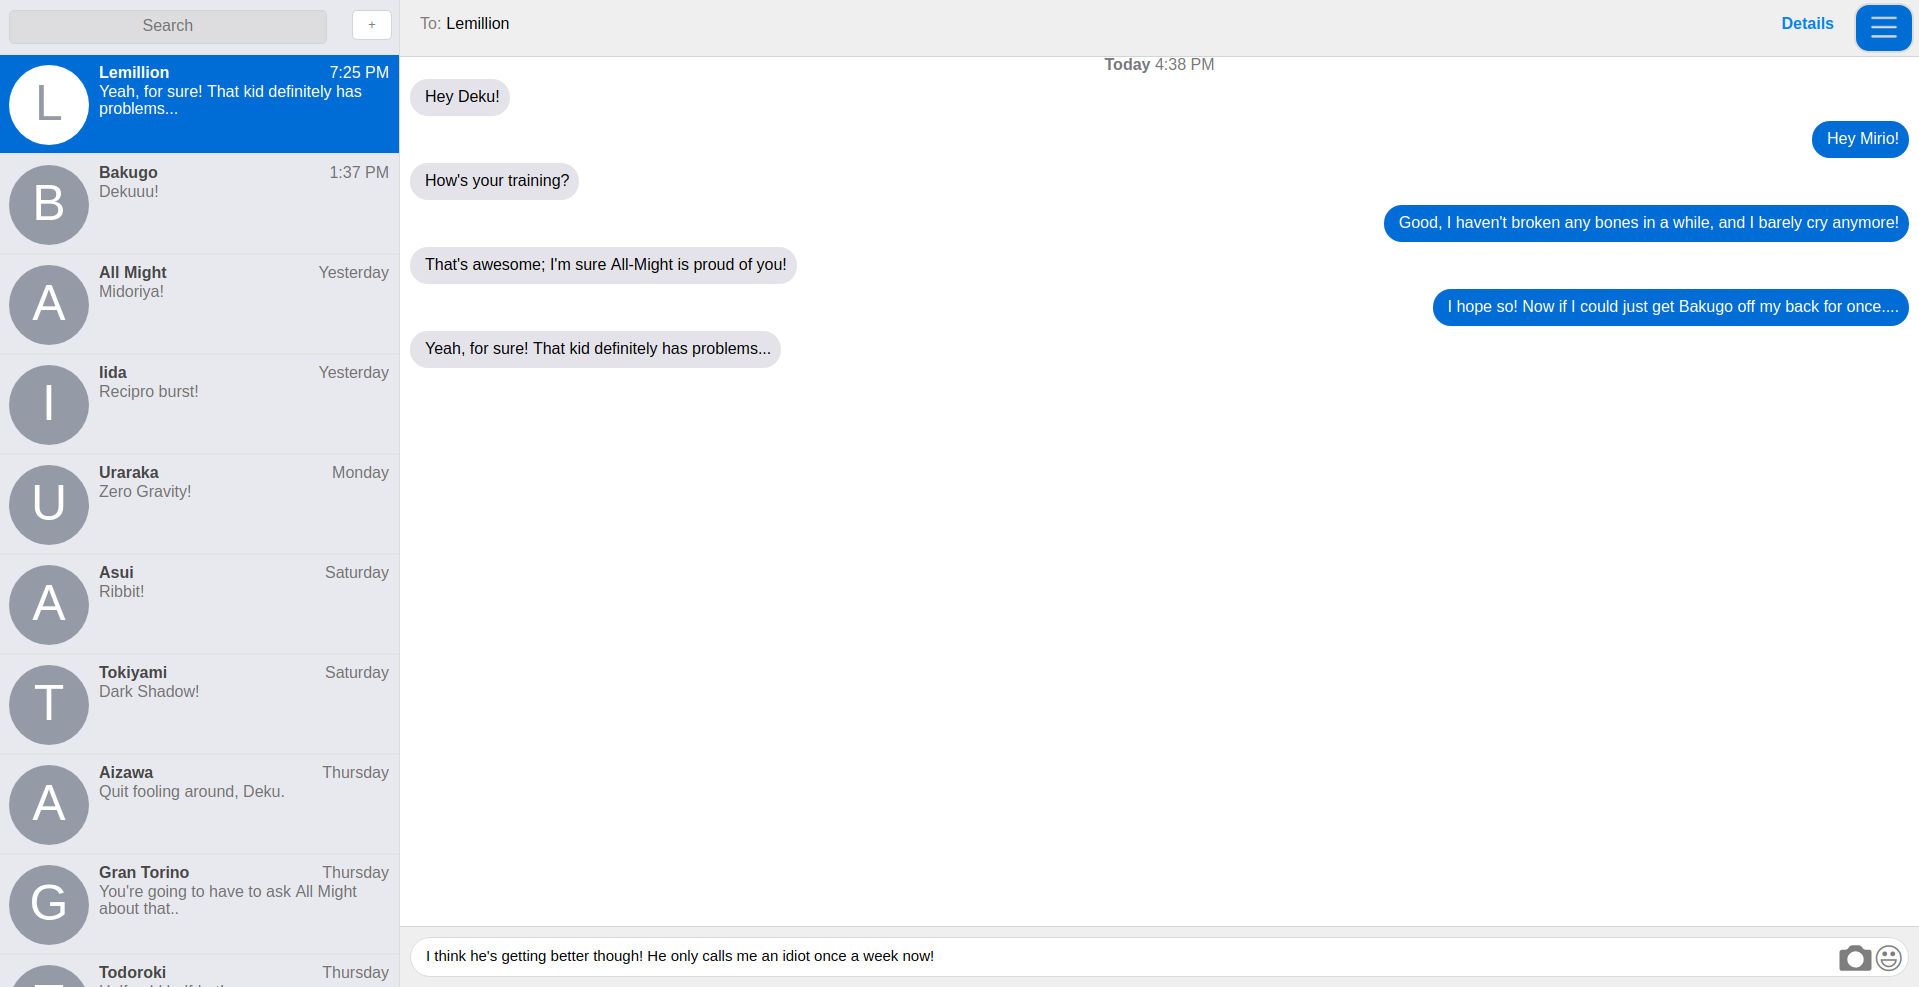 Search
+
L
Lemillion 7:25 PM
Yeah, for sure! That kid definitely has
problems...
B
Bakugo 1:37 PM
Dekuuu!
A
All Might Yesterday
Midoriya!
I
Iida Yesterday
Recipro burst!
U
Uraraka Monday
Zero Gravity!
A
Asui Saturday
Ribbit!
T
Tokiyami Saturday
Dark Shadow!
A
Aizawa Thursday
Quit fooling around, Deku.
G
Gran Torino Thursday
You're going to have to ask All Might
about that..
Todoroki Thursday
To: Lemillion
Details
Today 4:38 PM
Hey Deku!
Hey Mirio!
How's your training?
Good, I haven't broken any bones in a while, and I barely cry anymore!
That's awesome; I'm sure All-Might is proud of you!
I hope so! Now if I could just get Bakugo off my back for once....
Yeah, for sure! That kid definitely has problems...
I think he's getting better though! He only calls me an idiot once a week now!